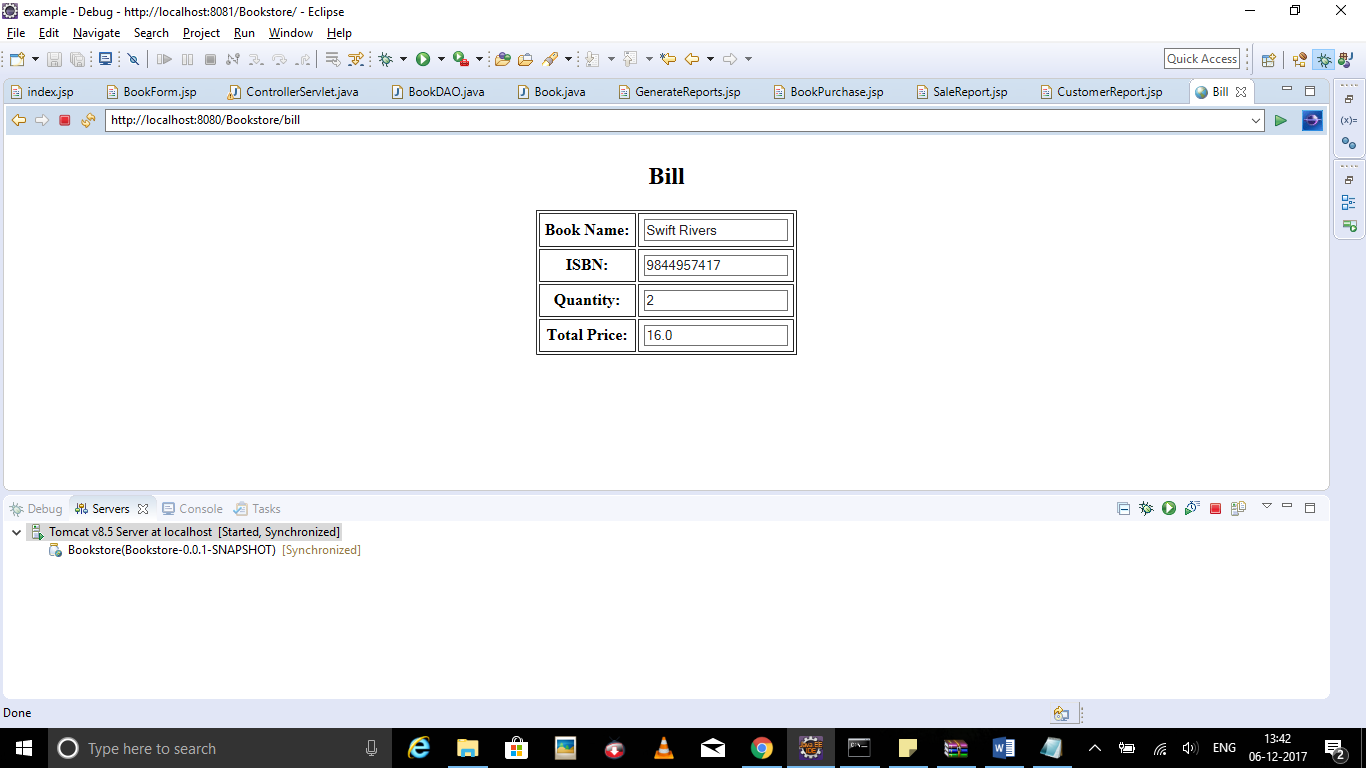 example - Debug - http://localhost:8081/Bookstore/ - Eclipse
File Edit Navigate Search Project Run Window Help
Quick Access
index.jsp BookForm.jsp ControllerServlet.java BookDAO.java Book.java GenerateReports.jsp BookPurchase.jsp SaleReport.jsp CustomerReport.jsp Bill
http://localhost:8080/Bookstore/bill
(x)=
Bill
Book Name: Swift Rivers
ISBN: 9844957417
Quantity: 2
Total Price: 16.0
Debug Servers Console Tasks
Tomcat v8.5 Server at localhost [Started, Synchronized]
Bookstore(Bookstore-0.0.1-SNAPSHOT) [Synchronized]
Done
Type here to search
ENG
13:42
06-12-2017
2